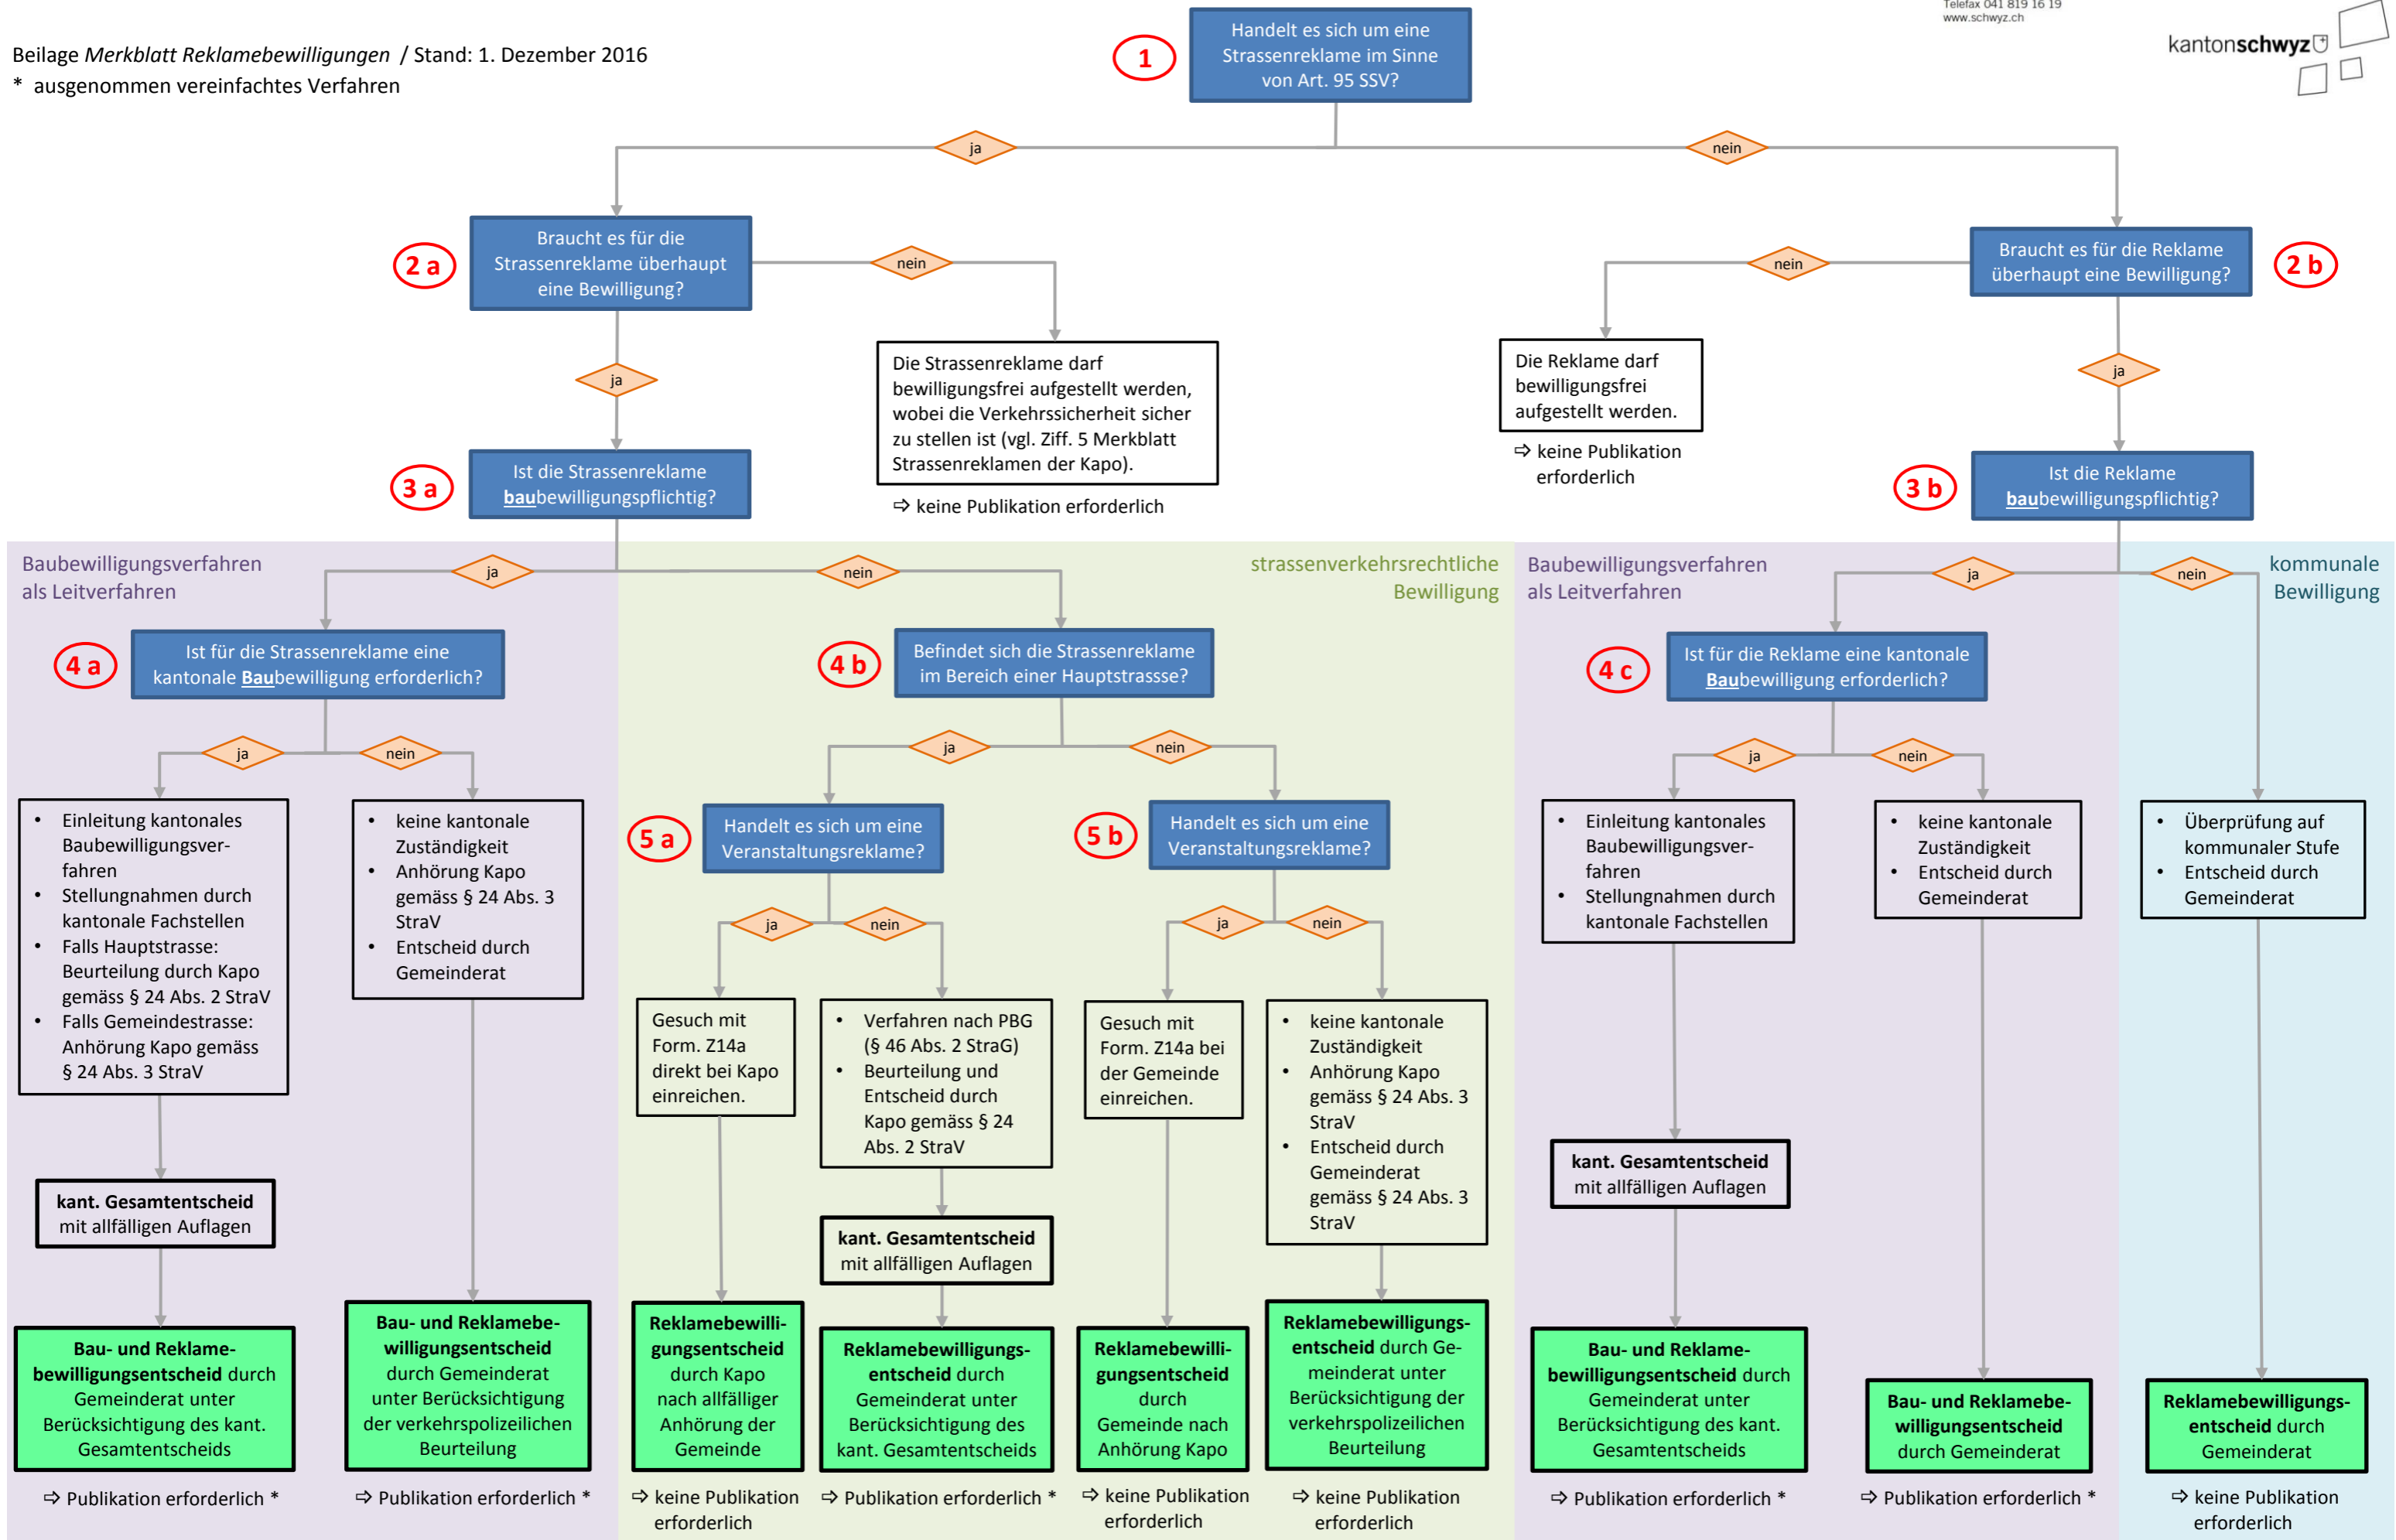 Telefax 041 819 16 19
www.schwyz.ch
kantonschwyz
Beilage Merkblatt Reklamebewilligungen / Stand: 1. Dezember 2016
* ausgenommen vereinfachtes Verfahren
1
Handelt es sich um eine
Strassenreklame im Sinne
von Art. 95 SSV?
ja
nein
2 a
Braucht es für die
Strassenreklame überhaupt
eine Bewilligung?
nein
nein
Braucht es für die Reklame
überhaupt eine Bewilligung?
2 b
ja
Die Strassenreklame darf
bewilligungsfrei aufgestellt werden,
wobei die Verkehrssicherheit sicher
zu stellen ist (vgl. Ziff. 5 Merkblatt
Strassenreklamen der Kapo).
⇨ keine Publikation erforderlich
Die Reklame darf
bewilligungsfrei
aufgestellt werden.
⇨ keine Publikation
erforderlich
ja
3 a
Ist die Strassenreklame
baubewilligungspflichtig?
3 b
Ist die Reklame
baubewilligungspflichtig?
Baubewilligungsverfahren
als Leitverfahren
ja
nein
strassenverkehrsrechtliche
Bewilligung
Baubewilligungsverfahren
als Leitverfahren
ja
nein
kommunale
Bewilligung
4 a
Ist für die Strassenreklame eine
kantonale Baubewilligung erforderlich?
4 b
Befindet sich die Strassenreklame
im Bereich einer Hauptstrassse?
4 c
Ist für die Reklame eine kantonale
Baubewilligung erforderlich?
ja
nein
ja
nein
ja
nein
• Einleitung kantonales
Baubewilligungsver-
fahren
• Stellungnahmen durch
kantonale Fachstellen
• Falls Hauptstrasse:
Beurteilung durch Kapo
gemäss § 24 Abs. 2 StraV
• Falls Gemeindestrasse:
Anhörung Kapo gemäss
§ 24 Abs. 3 StraV
• keine kantonale
Zuständigkeit
• Anhörung Kapo
gemäss § 24 Abs. 3
StraV
• Entscheid durch
Gemeinderat
5 a
Handelt es sich um eine
Veranstaltungsreklame?
5 b
Handelt es sich um eine
Veranstaltungsreklame?
• Einleitung kantonales
Baubewilligungsver-
fahren
• Stellungnahmen durch
kantonale Fachstellen
• keine kantonale
Zuständigkeit
• Entscheid durch
Gemeinderat
• Überprüfung auf
kommunaler Stufe
• Entscheid durch
Gemeinderat
ja
nein
ja
nein
Gesuch mit
Form. Z14a
direkt bei Kapo
einreichen.
• Verfahren nach PBG
(§ 46 Abs. 2 StraG)
• Beurteilung und
Entscheid durch
Kapo gemäss § 24
Abs. 2 StraV
Gesuch mit
Form. Z14a bei
der Gemeinde
einreichen.
• keine kantonale
Zuständigkeit
• Anhörung Kapo
gemäss § 24 Abs. 3
StraV
• Entscheid durch
Gemeinderat
gemäss § 24 Abs. 3
StraV
kant. Gesamtentscheid
mit allfälligen Auflagen
kant. Gesamtentscheid
mit allfälligen Auflagen
kant. Gesamtentscheid
mit allfälligen Auflagen
Bau- und Reklame-
bewilligungsentscheid durch
Gemeinderat unter
Berücksichtigung des kant.
Gesamtentscheids
Bau- und Reklamebe-
willigungsentscheid
durch Gemeinderat
unter Berücksichtigung
der verkehrspolizeilichen
Beurteilung
Reklamebewilli-
gungsentscheid
durch Kapo
nach allfälliger
Anhörung der
Gemeinde
Reklamebewilligungs-
entscheid durch
Gemeinderat unter
Berücksichtigung des
kant. Gesamtentscheids
Reklamebewilli-
gungsentscheid
durch
Gemeinde nach
Anhörung Kapo
Reklamebewilligungs-
entscheid durch Ge-
meinderat unter
Berücksichtigung der
verkehrspolizeilichen
Beurteilung
Bau- und Reklame-
bewilligungsentscheid durch
Gemeinderat unter
Berücksichtigung des kant.
Gesamtentscheids
Bau- und Reklamebe-
willigungsentscheid
durch Gemeinderat
Reklamebewilligungs-
entscheid durch
Gemeinderat
⇨ Publikation erforderlich *
⇨ Publikation erforderlich *
⇨ keine Publikation
erforderlich
⇨ Publikation erforderlich *
⇨ keine Publikation
erforderlich
⇨ keine Publikation
erforderlich
⇨ Publikation erforderlich *
⇨ Publikation erforderlich *
⇨ keine Publikation
erforderlich